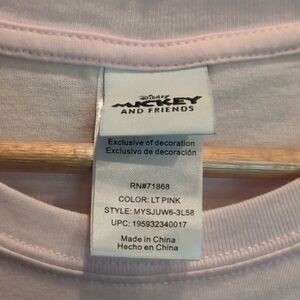 Disney
MICKEY
AND FRIENDS
Exclusive of decoration
Exclusivo de decoración
RN#71868
COLOR: LT PINK
STYLE: MYSJUW6-3L58
UPC: 195932340017
Made in China
Hecho en China